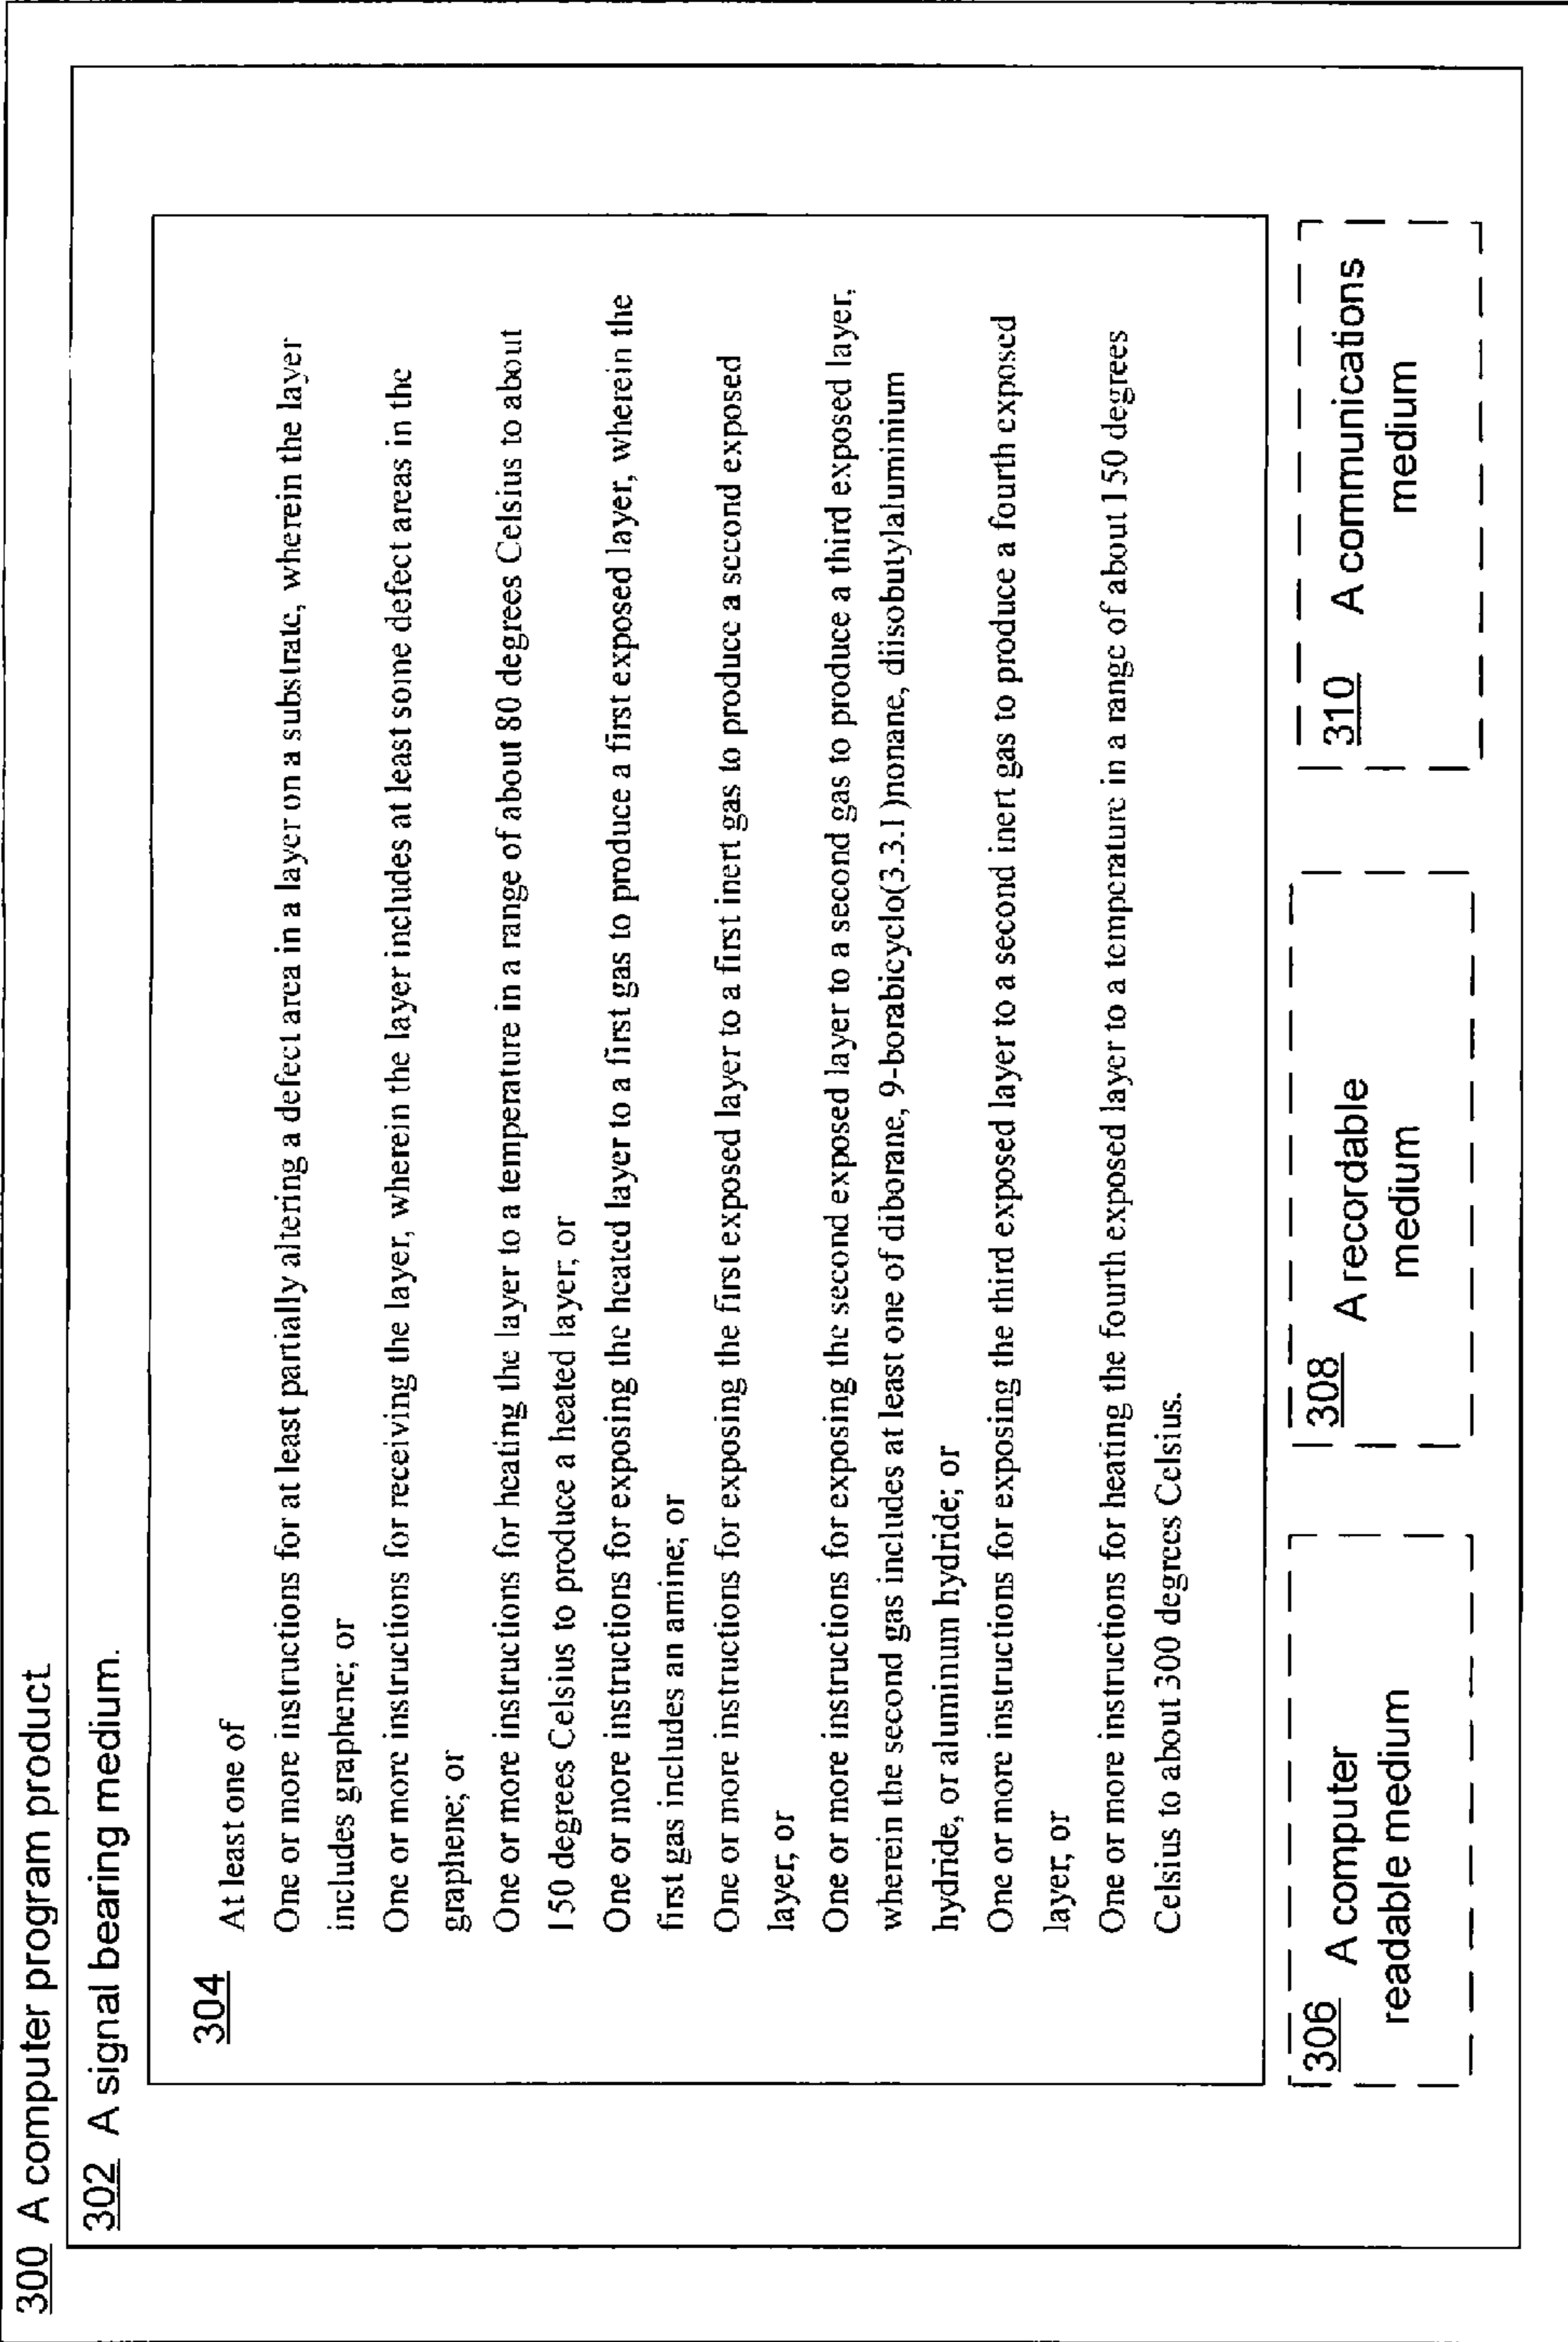 300 A computer program product.
302 A signal bearing medium.
304
At least one of
One or more instructions for at least partially altering a defect area in a layer on a substrate, wherein the layer
includes graphene; or
One or more instructions for receiving the layer, wherein the layer includes at least some defect areas in the
graphene; or
One or more instructions for heating the layer to a temperature in a range of about 80 degrees Celsius to about
150 degrees Celsius to produce a heated layer; or
One or more instructions for exposing the heated layer to a first gas to produce a first exposed layer, wherein the
first gas includes an amine; or
One or more instructions for exposing the first exposed layer to a first inert gas to produce a second exposed
layer; or
One or more instructions for exposing the second exposed layer to a second gas to produce a third exposed layer,
wherein the second gas includes at least one of diborane, 9-borabicyclo(3.3.1)nonane, diisobutylaluminium
hydride, or aluminum hydride; or
One or more instructions for exposing the third exposed layer to a second inert gas to produce a fourth exposed
layer; or
One or more instructions for heating the fourth exposed layer to a temperature in a range of about 150 degrees
Celsius to about 300 degrees Celsius.
306 A computer
readable medium
308 A recordable
medium
310 A communications
medium